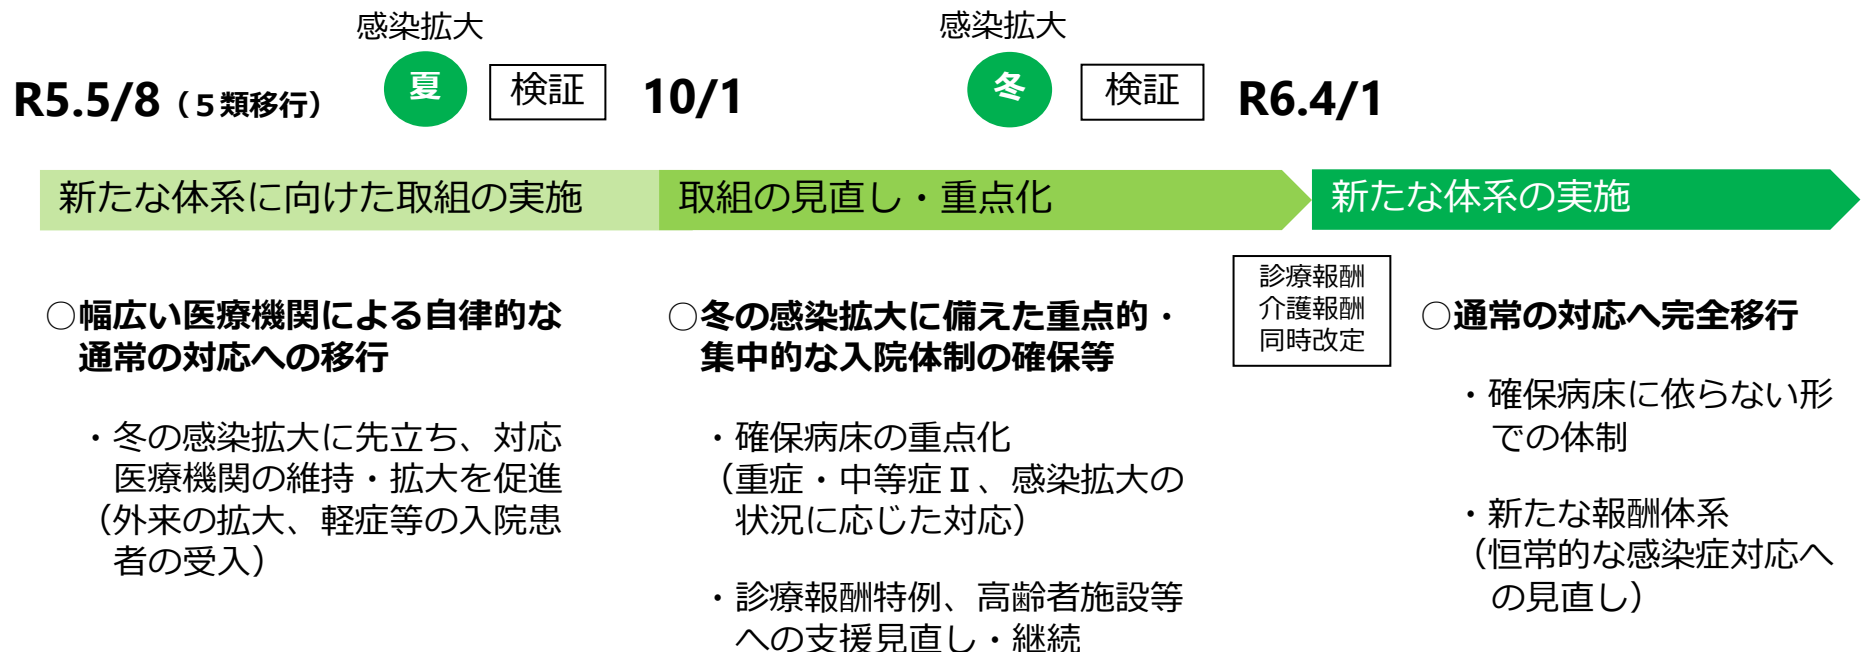 感染拡大
感染拡大
R5.5/8（５類移行）
夏
検証
10/1
冬
検証
R6.4/1
新たな体系に向けた取組の実施
取組の見直し・重点化
新たな体系の実施
○幅広い医療機関による自律的な
通常の対応への移行
・冬の感染拡大に先立ち、対応
医療機関の維持・拡大を促進
（外来の拡大、軽症等の入院患
者の受入）
○冬の感染拡大に備えた重点的・
集中的な入院体制の確保等
・確保病床の重点化
（重症・中等症Ⅱ、感染拡大の
状況に応じた対応）
・診療報酬特例、高齢者施設等
への支援見直し・継続
診療報酬
介護報酬
同時改定
○通常の対応へ完全移行
・確保病床に依らない形
での体制
・新たな報酬体系
（恒常的な感染症対応へ
の見直し）